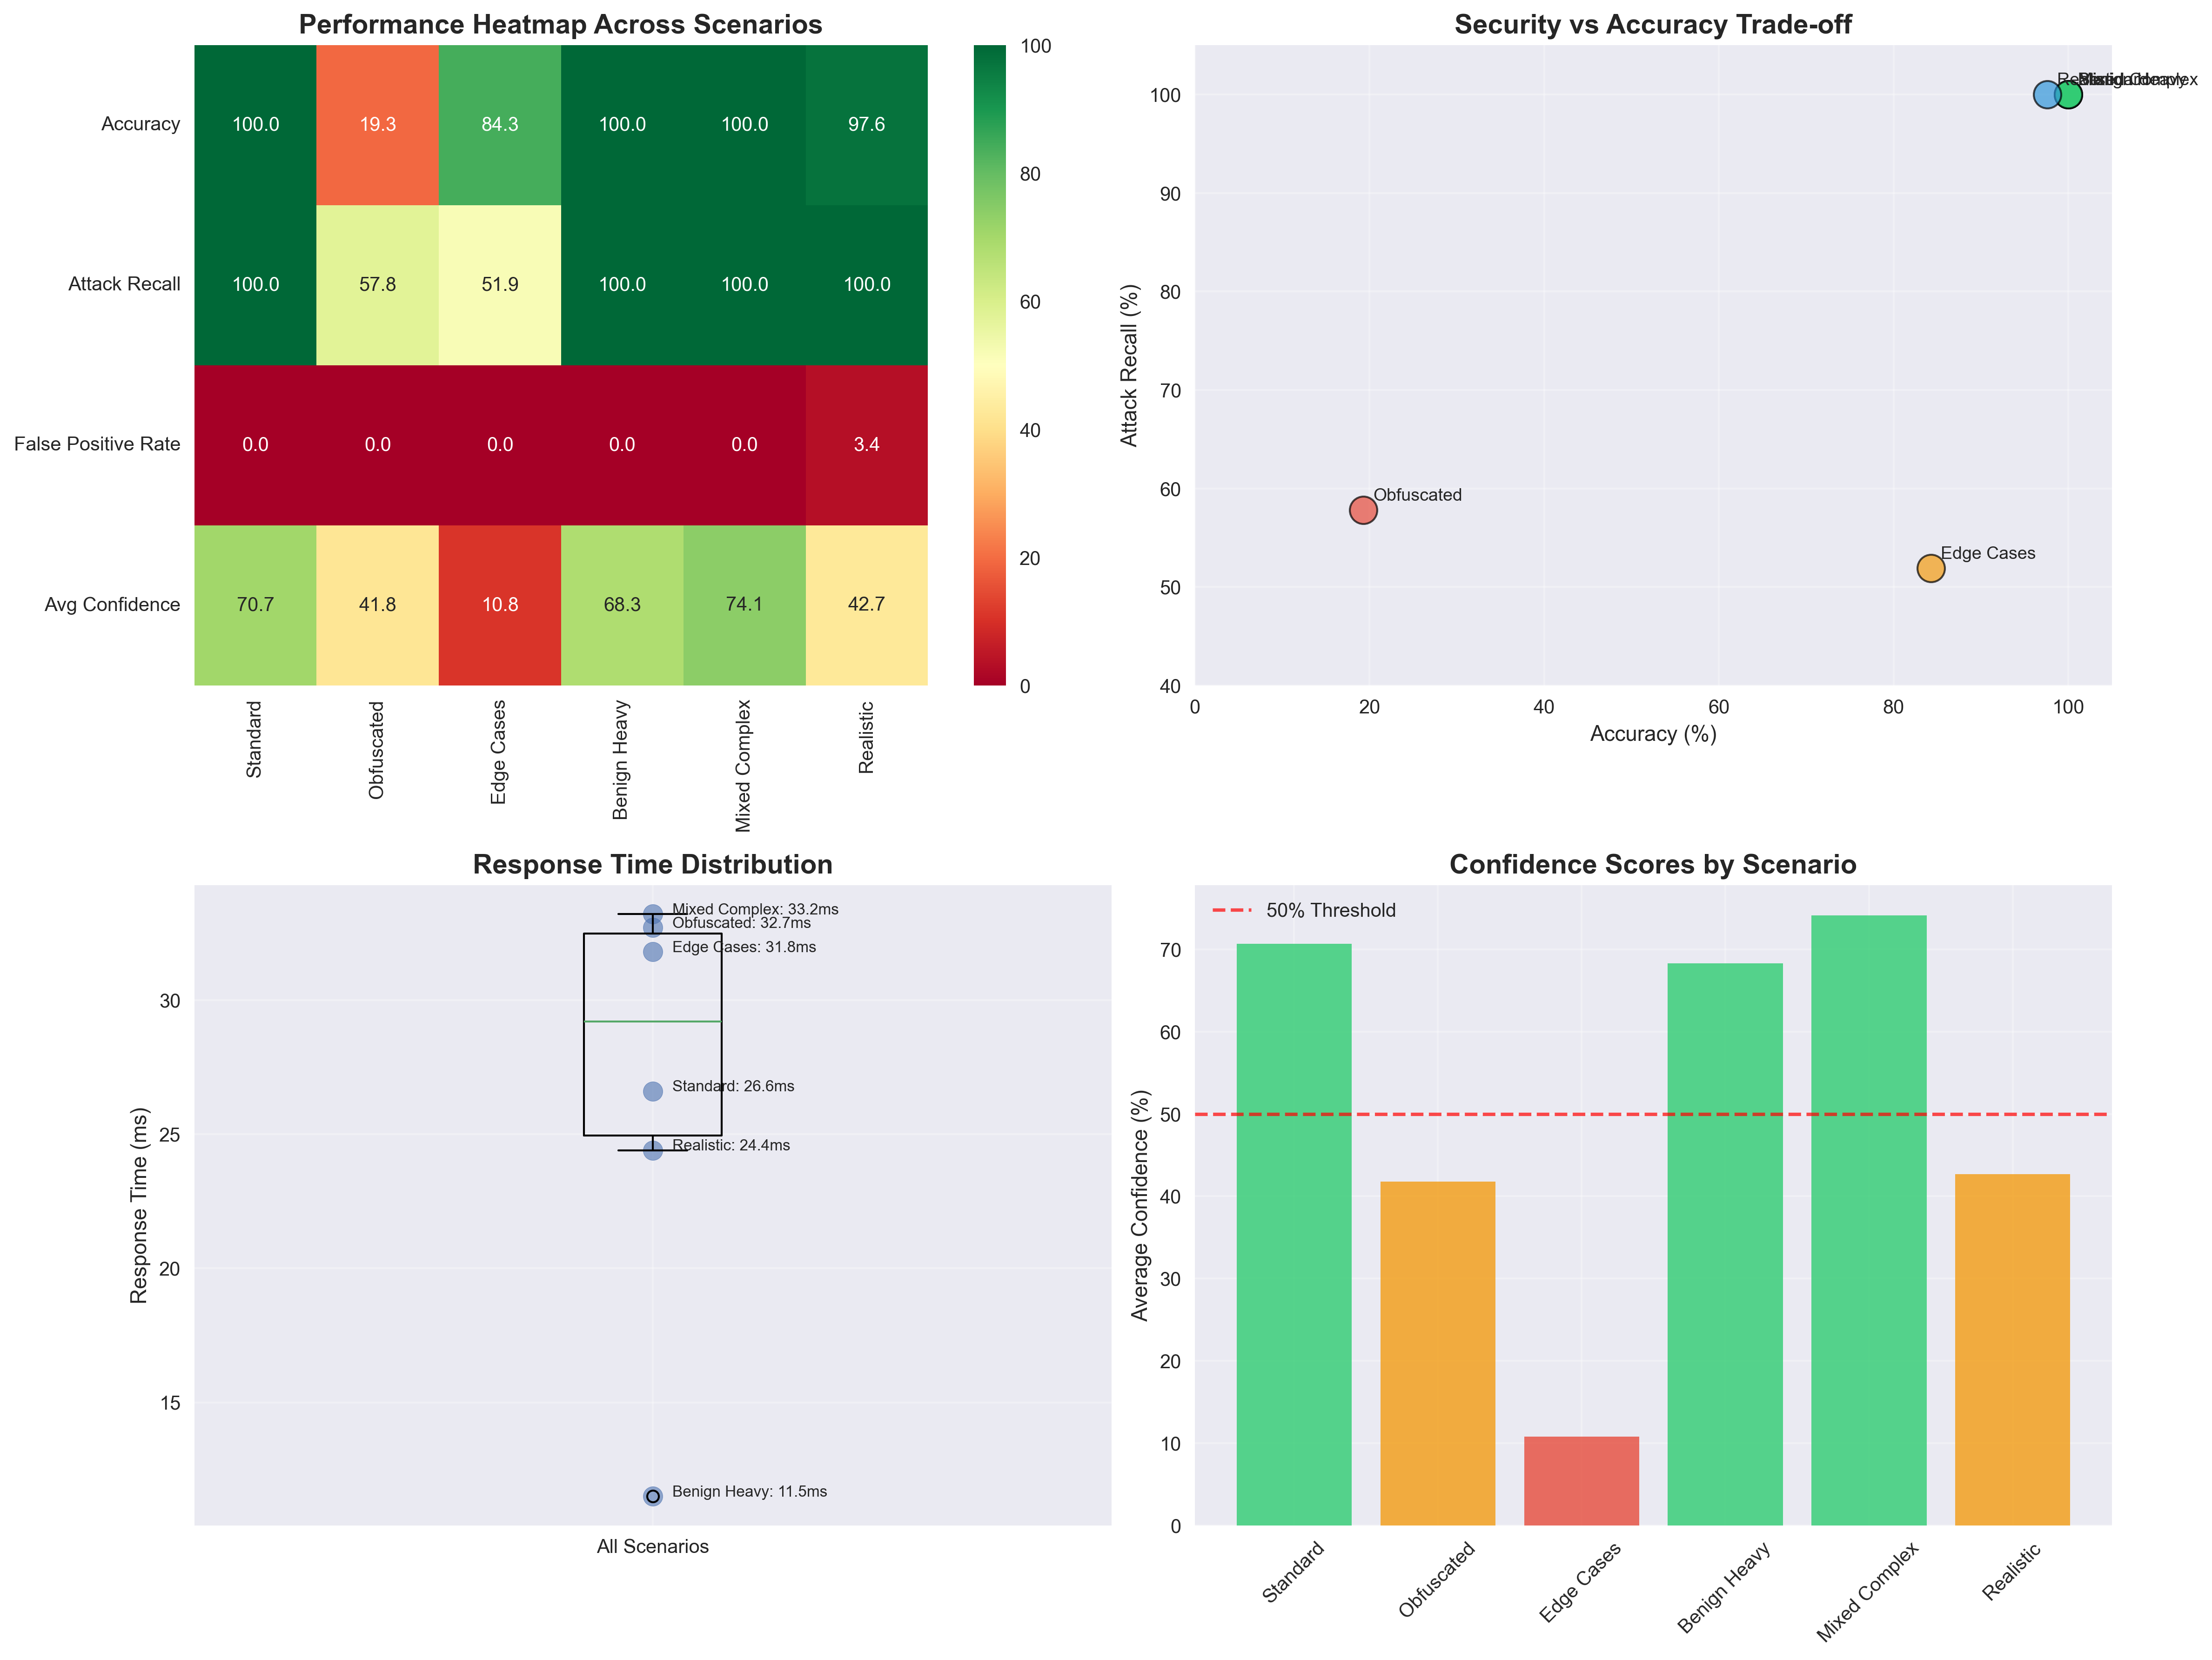 Performance Heatmap Across Scenarios
Accuracy
Attack Recall
False Positive Rate
Avg Confidence
100.0 19.3 84.3 100.0 100.0 97.6
100.0 57.8 51.9 100.0 100.0 100.0
0.0 0.0 0.0 0.0 0.0 3.4
70.7 41.8 10.8 68.3 74.1 42.7
Standard
Obfuscated
Edge Cases
Benign Heavy
Mixed Complex
Realistic
100
80
60
40
20
0
Security vs Accuracy Trade-off
Attack Recall (%)
100
90
80
70
60
50
40
Obfuscated
Edge Cases
0 20 40 60 80 100
Accuracy (%)
Response Time Distribution
Response Time (ms)
30
25
20
15
Mixed Complex: 33.2ms
Obfuscated: 32.7ms
Edge Cases: 31.8ms
Standard: 26.6ms
Realistic: 24.4ms
Benign Heavy: 11.5ms
All Scenarios
Confidence Scores by Scenario
50% Threshold
Average Confidence (%)
70
60
50
40
30
20
10
0
Standard
Obfuscated
Edge Cases
Benign Heavy
Mixed Complex
Realistic